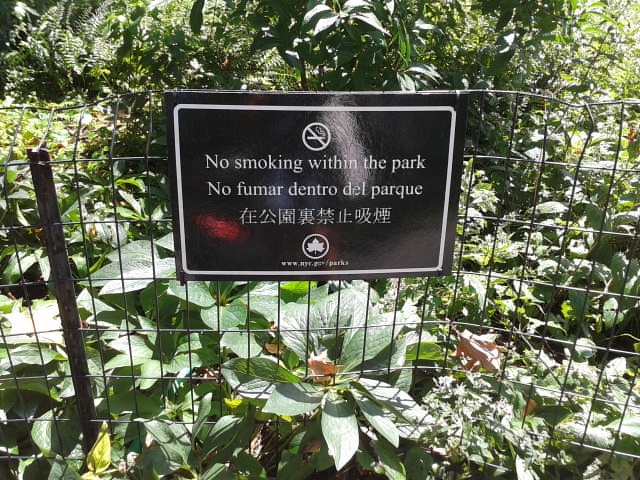 No smoking within the park
No fumar dentro del parque
在公園裏禁止吸煙
www.nyc.gov/parks